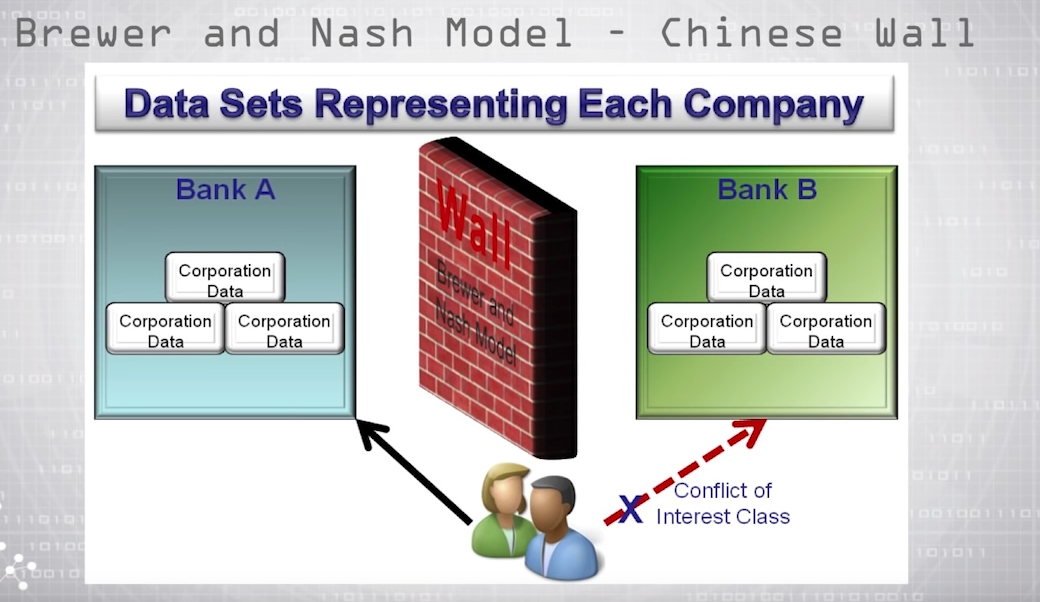 Brewer and Nash Model - Chinese Wall
Data Sets Representing Each Company
Bank A
Corporation
Data
Corporation
Data
Corporation
Data
Wall
Brewer and
Nash Model
Bank B
Corporation
Data
Corporation
Data
Corporation
Data
X
Conflict of
Interest Class